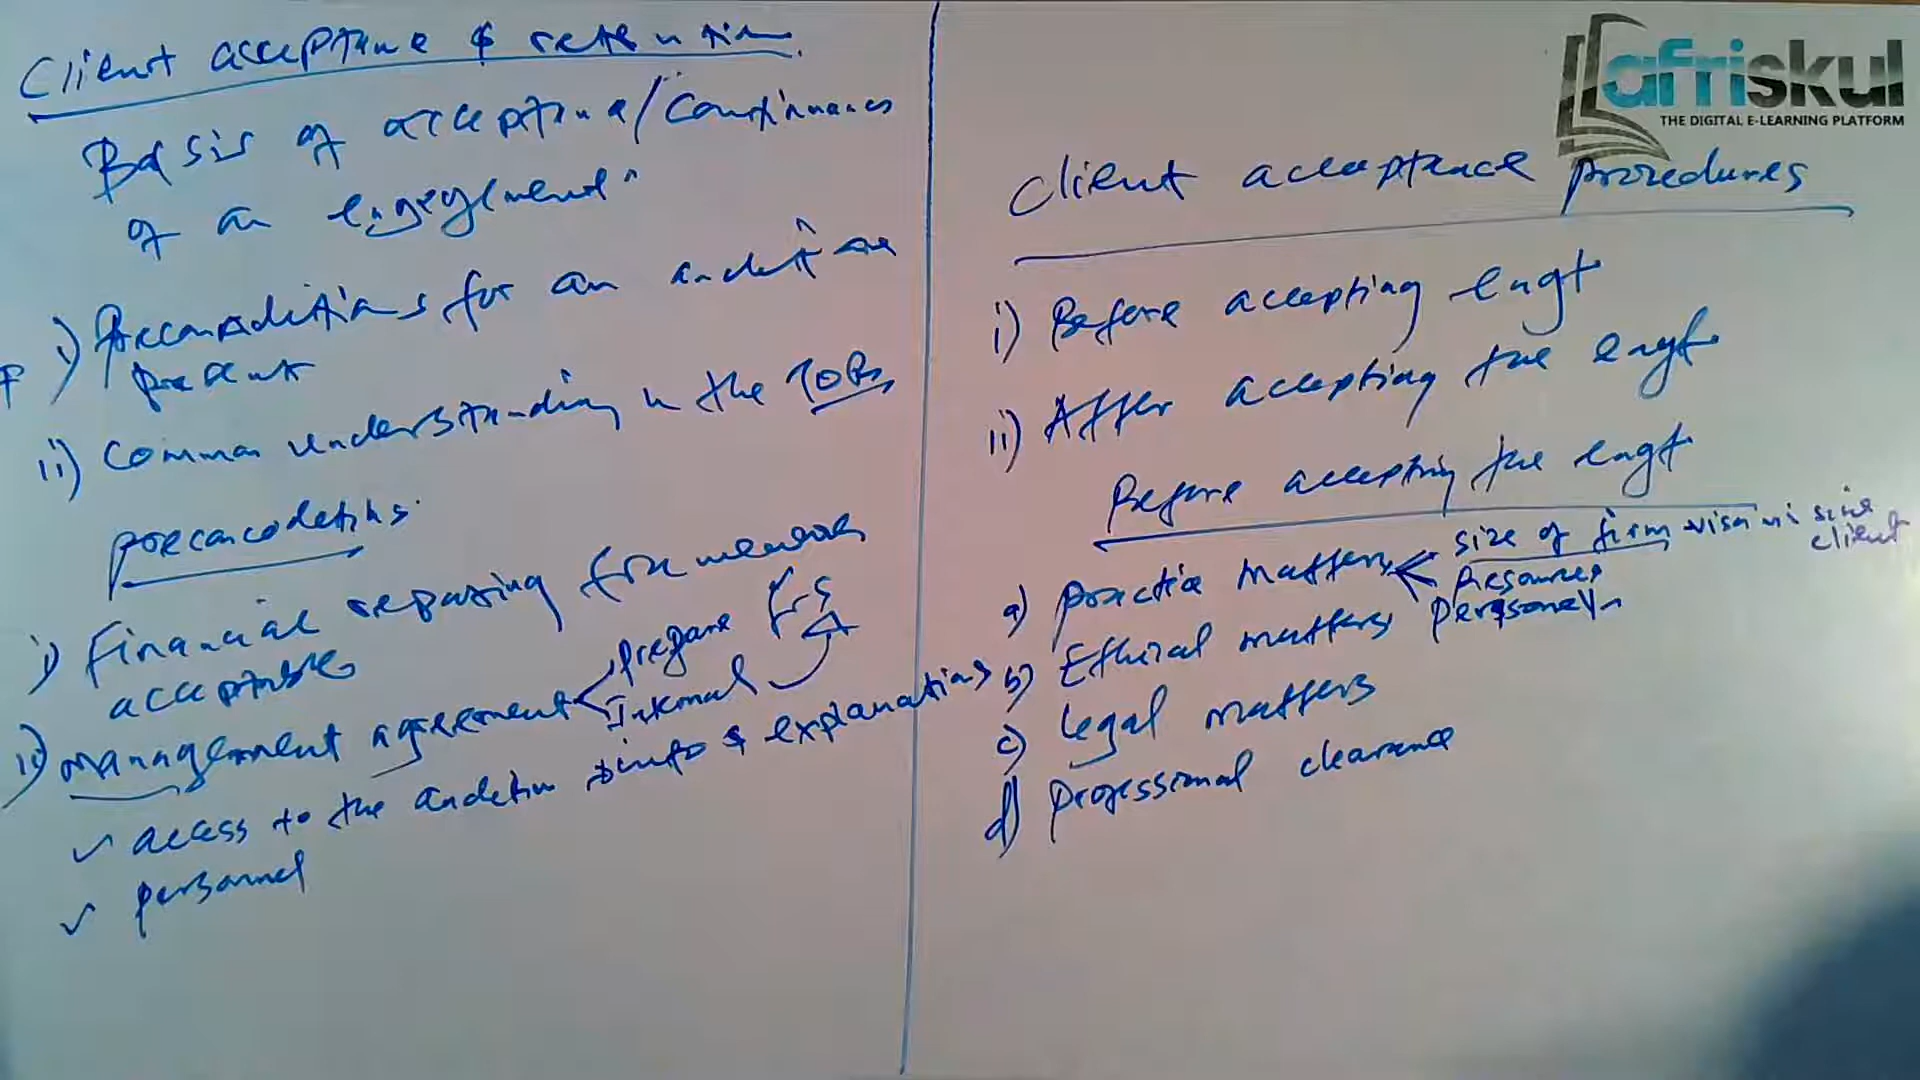 Client acceptance & retention
Basis of acceptance/Continuance
of an engagement
i) Preconditions for an audit are
present
ii) Common understanding in the TOEs
preconditions
i) financial reporting framework
acceptable
ii) management agreement prepare F.S
Internal
✓ access to the auditor info & explanations
✓ personnel
afriskul
THE DIGITAL E-LEARNING PLATFORM
Client acceptance procedures
i) Before accepting engt
ii) After accepting the engt
Before accepting the engt
a) practice matters size of firm size
client
Resources
personnel
b) Ethical matters
c) legal matters
d) professional clearance